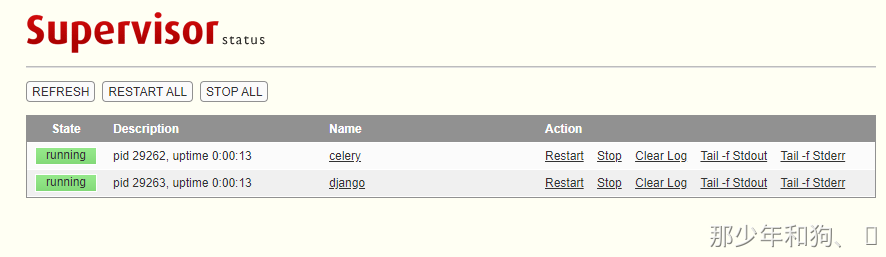 Supervisor status
REFRESH RESTART ALL STOP ALL
State Description Name Action
running pid 29262, uptime 0:00:13 celery Restart Stop Clear Log Tail -f Stdout Tail -f Stderr
running pid 29263, uptime 0:00:13 django Restart Stop Clear Log Tail -f Stdout Tail -f Stderr
那少年和狗、